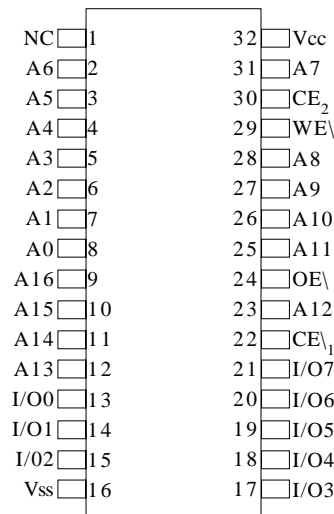 NC 1 32 Vcc
A6 2 31 A7
A5 3 30 CE2
A4 4 29 WE\
A3 5 28 A8
A2 6 27 A9
A1 7 26 A10
A0 8 25 A11
A16 9 24 OE\
A15 10 23 A12
A14 11 22 CE\1
A13 12 21 I/O7
I/O0 13 20 I/O6
I/O1 14 19 I/O5
I/02 15 18 I/O4
Vss 16 17 I/O3